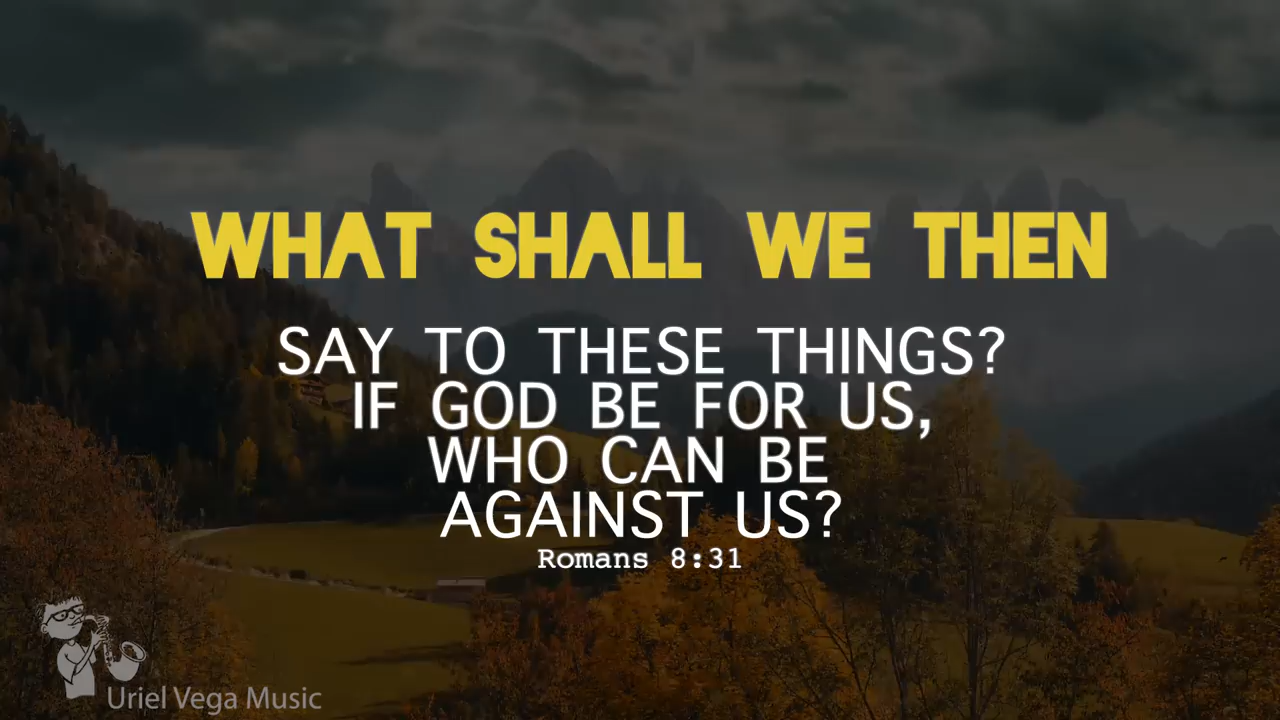 WHAT SHALL WE THEN
SAY TO THESE THINGS?
IF GOD BE FOR US,
WHO CAN BE
AGAINST US?
Romans 8:31
Uriel Vega Music